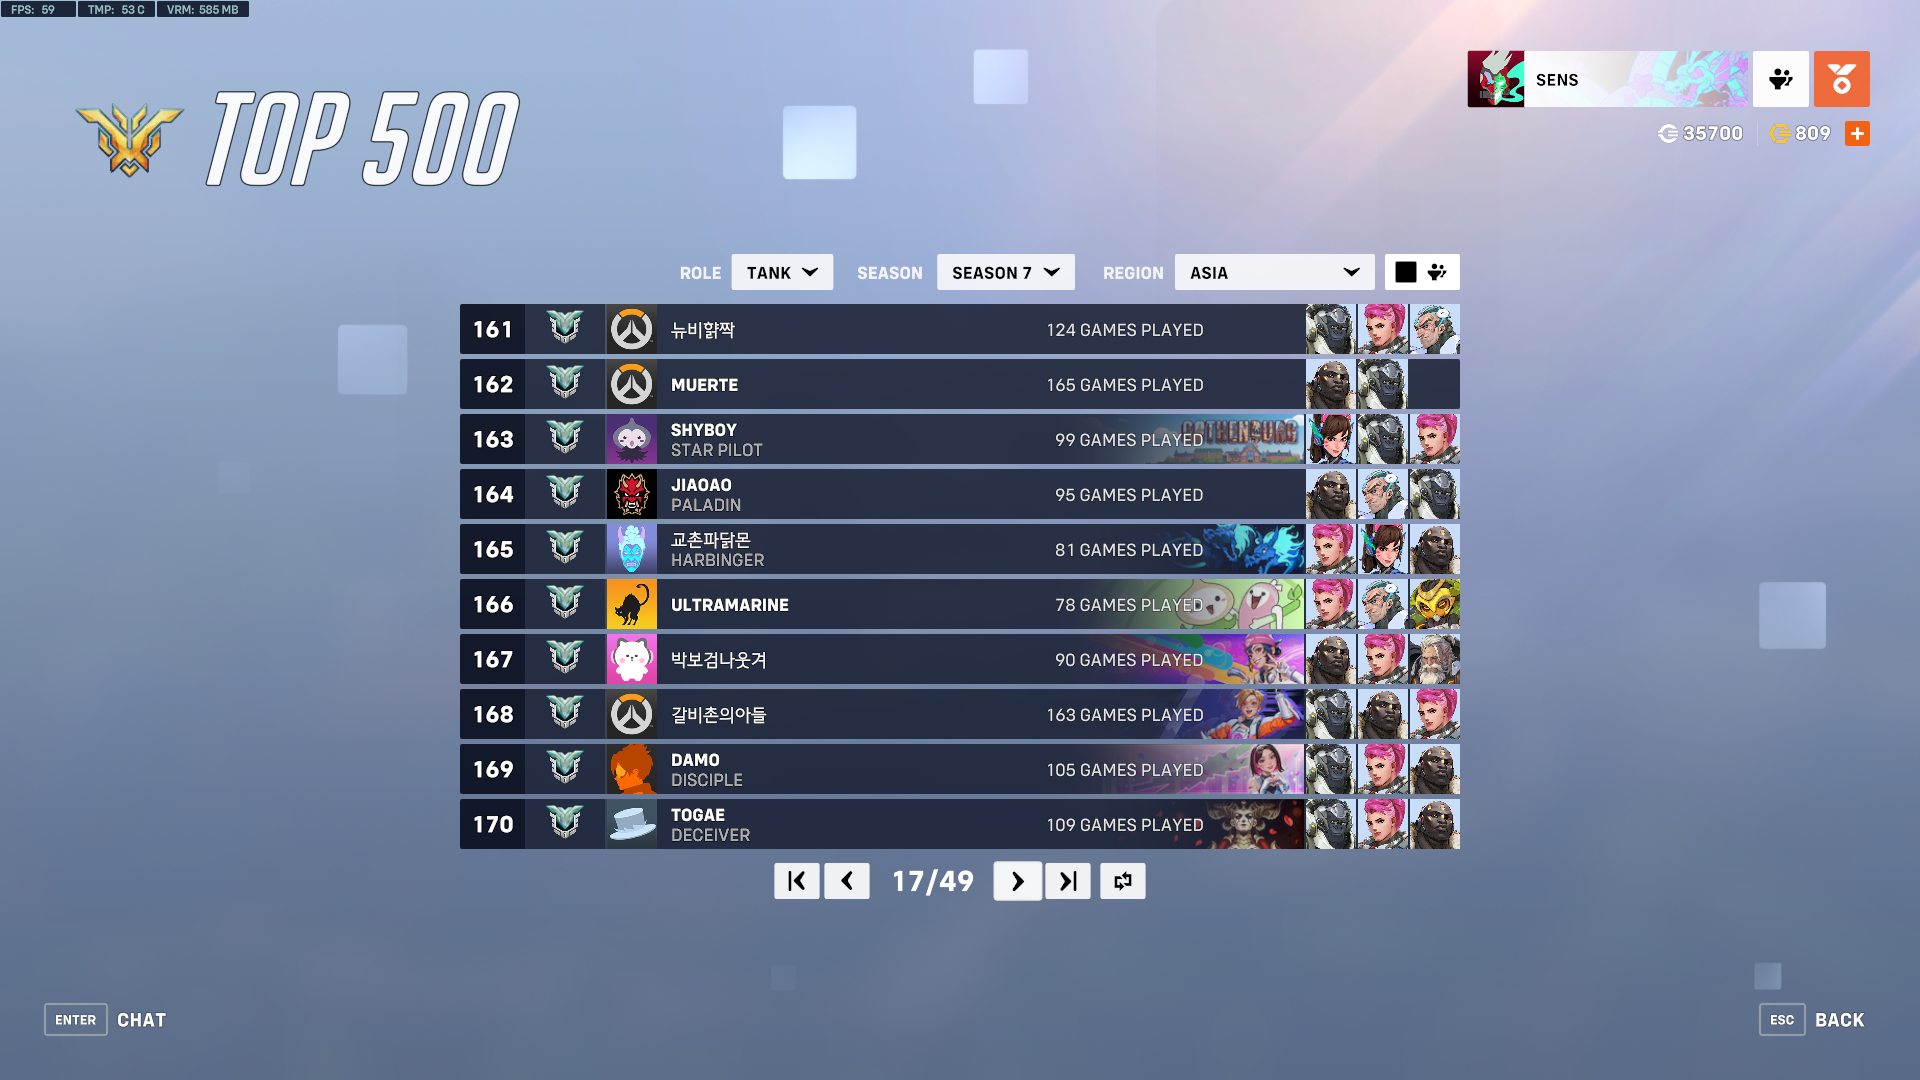 FPS: 59 TMP: 53 C VRM: 585 MB
TOP 500
SENS
35700 809
ROLE TANK SEASON SEASON 7 REGION ASIA
161 뉴비햝짝 124 GAMES PLAYED
162 MUERTE 165 GAMES PLAYED
163 SHYBOY
STAR PILOT
99 GAMES PLAYED
GOTHENBURG
164 JIAOAO
PALADIN
95 GAMES PLAYED
165 교촌파닭몬
HARBINGER
81 GAMES PLAYED
166 ULTRAMARINE 78 GAMES PLAYED
167 박보검나웃겨 90 GAMES PLAYED
168 갈비촌의아들 163 GAMES PLAYED
169 DAMO
DISCIPLE
105 GAMES PLAYED
170 TOGAE
DECEIVER
109 GAMES PLAYED
17/49
ENTER CHAT
ESC BACK